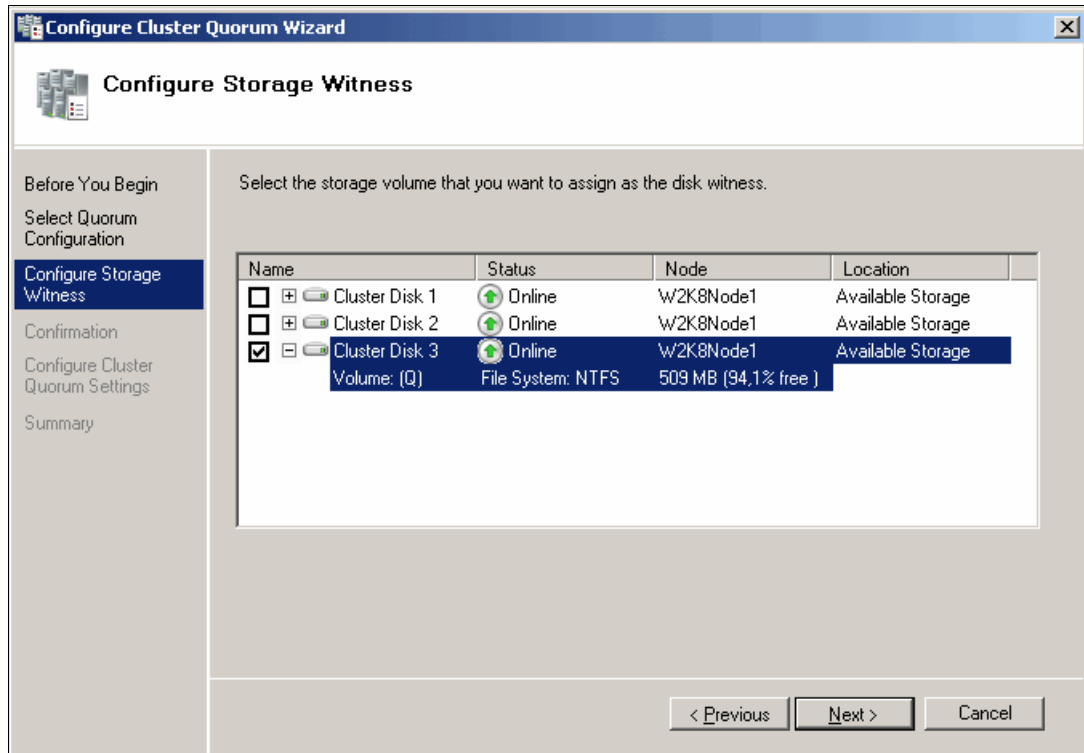 Configure Cluster Quorum Wizard
Configure Storage Witness
Before You Begin
Select Quorum
Configuration
Configure Storage
Witness
Confirmation
Configure Cluster
Quorum Settings
Summary
Select the storage volume that you want to assign as the disk witness.
Name Status Node Location
Cluster Disk 1 Online W2K8Node1 Available Storage
Cluster Disk 2 Online W2K8Node1 Available Storage
Cluster Disk 3 Online W2K8Node1 Available Storage
Volume: (Q) File System: NTFS 509 MB (94,1% free )
< Previous Next > Cancel